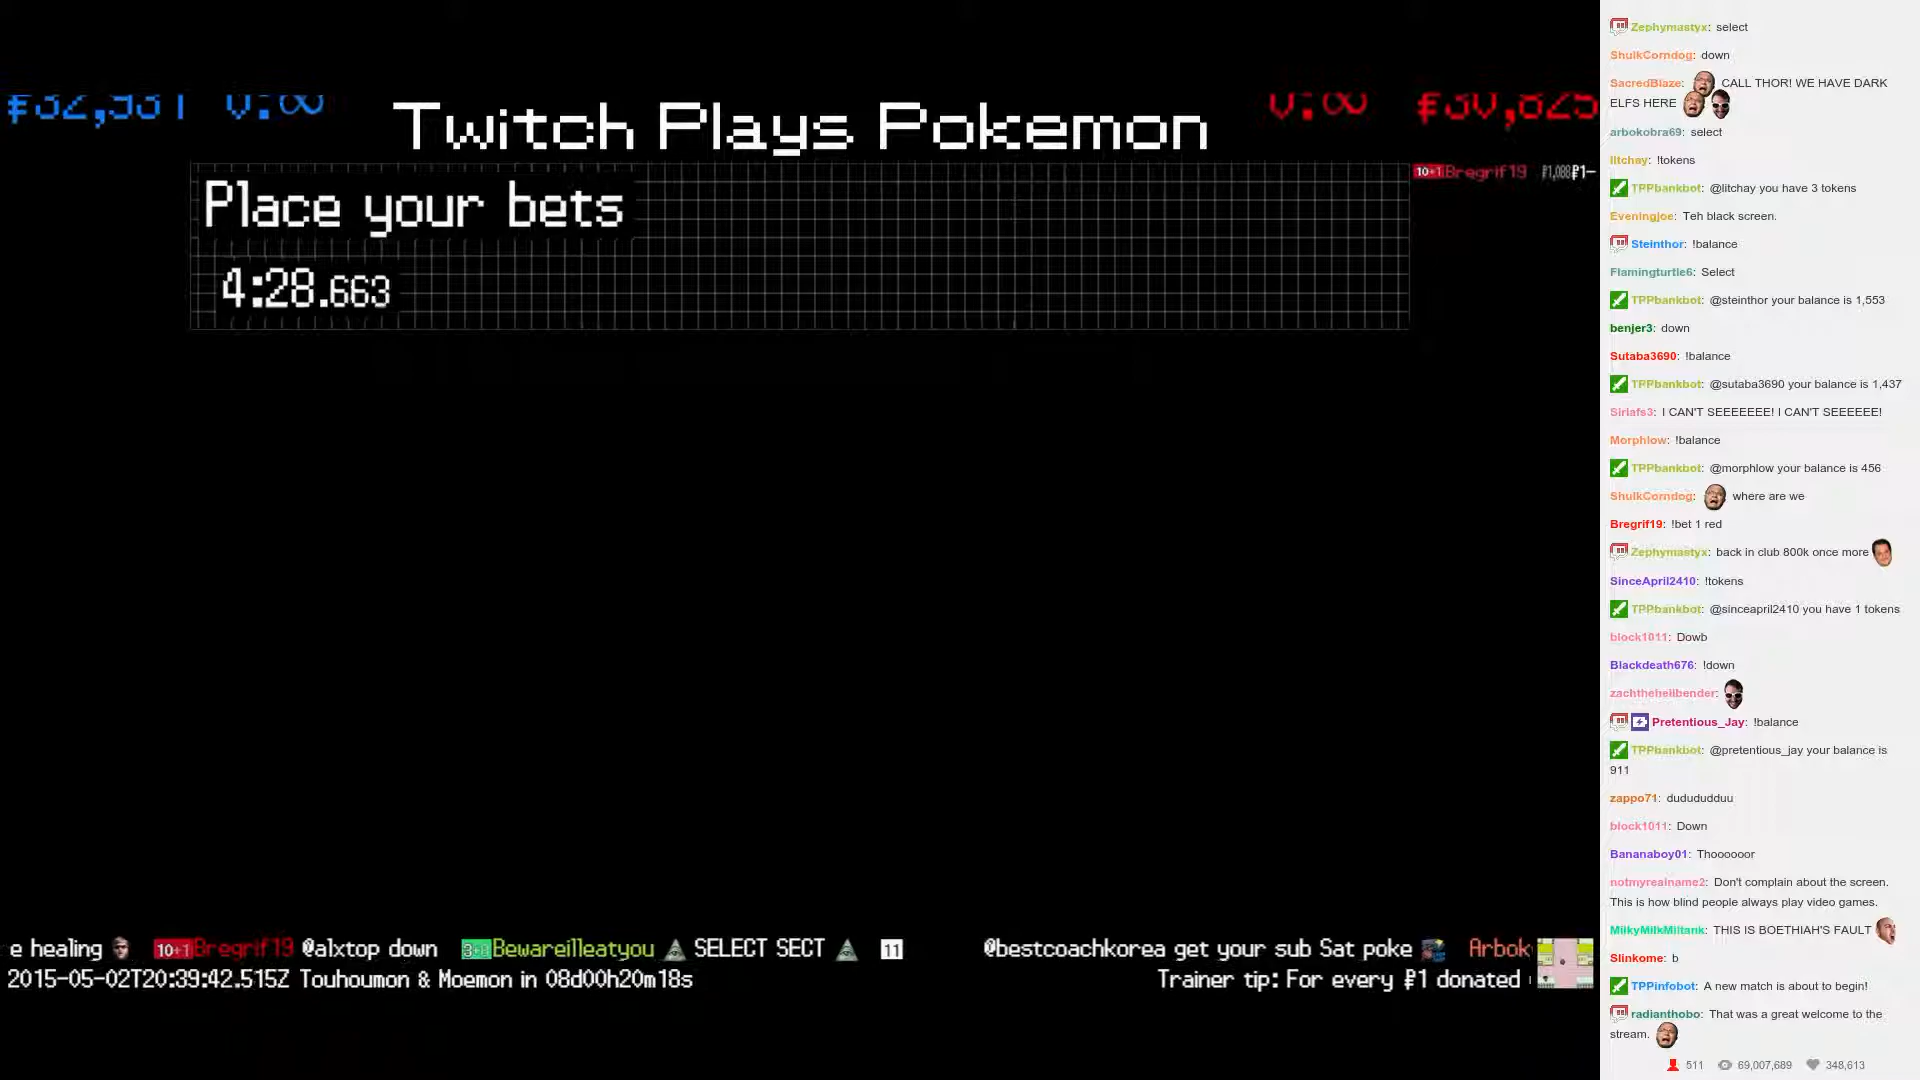 ₽32,931 0:∞
0:∞ ₽30,825
Twitch Plays Pokemon
Place your bets
4:28.663
10+1 Bregrif19 ₽1,088 ₽1-
e healing
10+1 Bregrif19 @alxtop down
3+0 Bewareilleatyou SELECT SECT
11
@bestcoachkorea get your sub Sat poke
Arbok
2015-05-02T20:39:42.515Z Touhoumon & Moemon in 08d00h20m18s
Trainer tip: For every ₽1 donated
Zephymastyx: select
ShulkCorndog: down
SacredBlaze: CALL THOR! WE HAVE DARK
ELFS HERE
arbokobra69: select
litchay: !tokens
TPPbankbot: @litchay you have 3 tokens
Eveningjoe: Teh black screen.
Steinthor: !balance
Flamingturtle6: Select
TPPbankbot: @steinthor your balance is 1,553
benjer3: down
Sutaba3690: !balance
TPPbankbot: @sutaba3690 your balance is 1,437
Siriafs3: I CAN'T SEEEEEEE! I CAN'T SEEEEEE!
Morphlow: !balance
TPPbankbot: @morphlow your balance is 456
ShulkCorndog: where are we
Bregrif19: !bet 1 red
Zephymastyx: back in club 800k once more
SinceApril2410: !tokens
TPPbankbot: @sinceapril2410 you have 1 tokens
block1011: Dowb
Blackdeath676: !down
zachthehellbender:
Pretentious_Jay: !balance
TPPbankbot: @pretentious_jay your balance is
911
zappo71: dudududduu
block1011: Down
Bananaboy01: Thoooooor
notmyrealname2: Don't complain about the screen.
This is how blind people always play video games.
MilkyMilkMiltank: THIS IS BOETHIAH'S FAULT
Slinkome: b
TPPinfobot: A new match is about to begin!
radianthobo: That was a great welcome to the
stream.
511 69,007,689 348,613